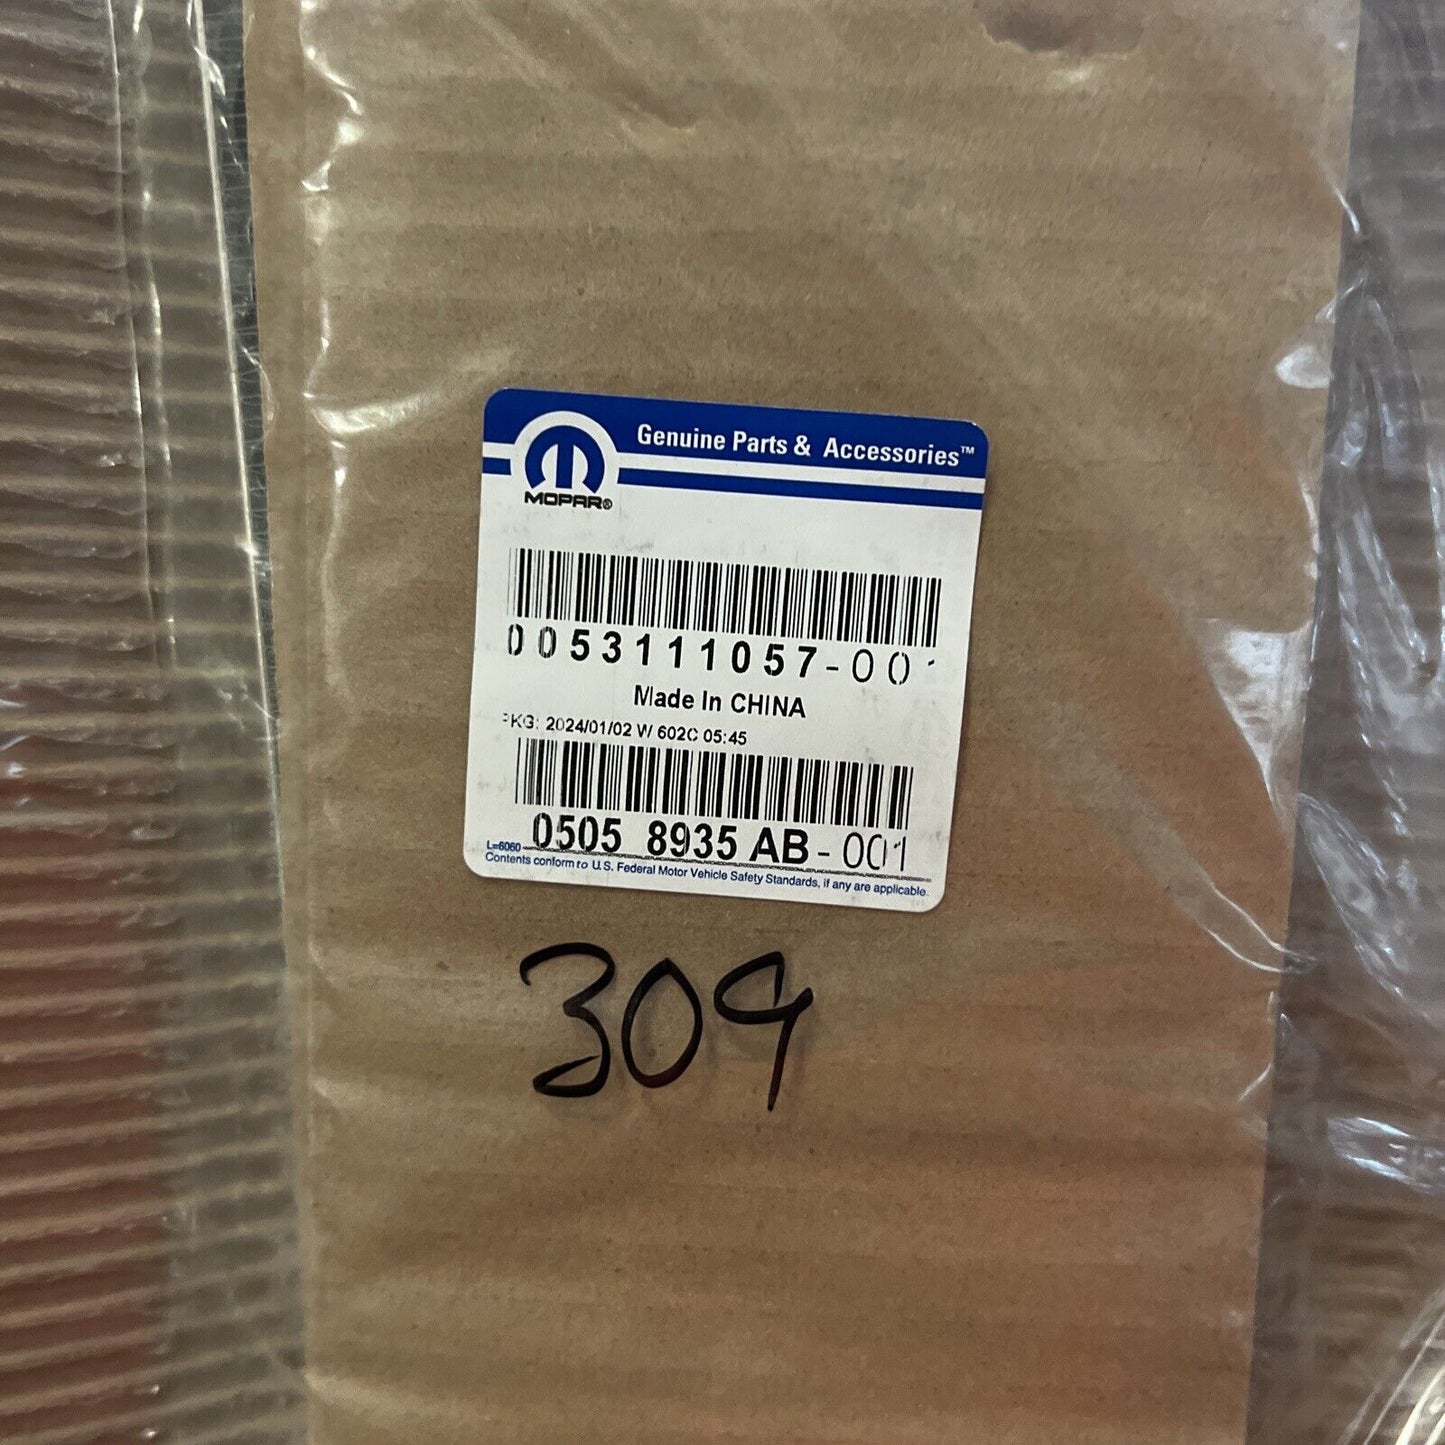 Genuine Parts & Accessories™
MOPAR®
0053111057-001
Made In CHINA
PKG: 2024/01/02 W 602C 05:45
0505 8935 AB-001
L=6060
Contents conform to U.S. Federal Motor Vehicle Safety Standards, if any are applicable.
309